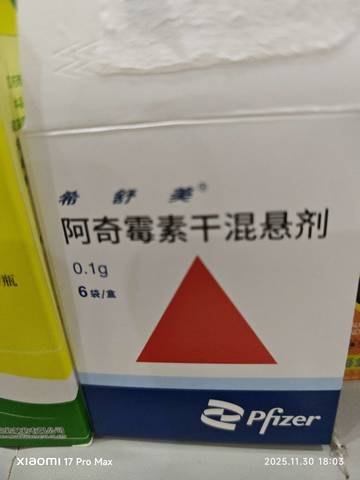 希舒美®
阿奇霉素干混悬剂
0.1g
6袋/盒
Pfizer
瓶
XIAOMI 17 Pro Max
2025.11.30 18:03